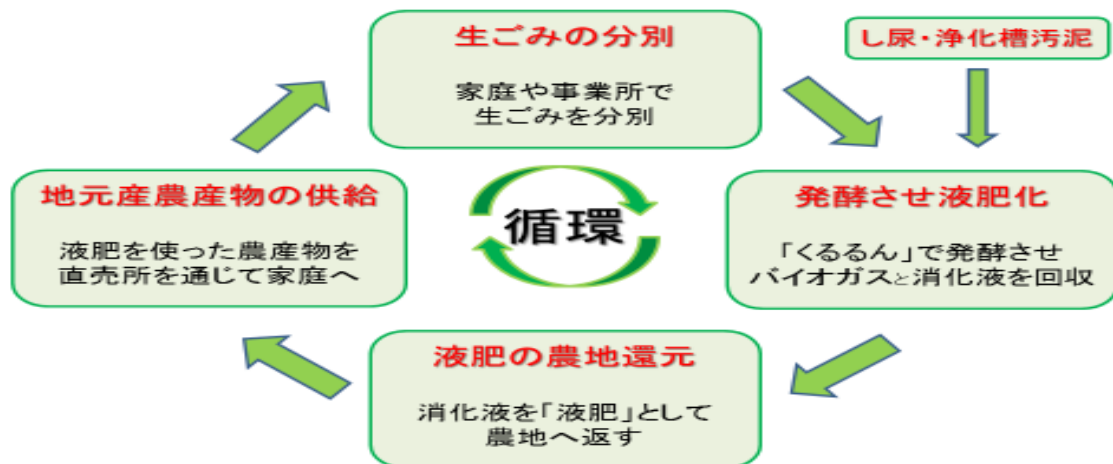 生ごみの分別
家庭や事業所で
生ごみを分別
し尿・浄化槽汚泥
発酵させ液肥化
「くるるん」で発酵させ
バイオガスと消化液を回収
液肥の農地還元
消化液を「液肥」として
農地へ返す
地元産農産物の供給
液肥を使った農産物を
直売所を通じて家庭へ
循環